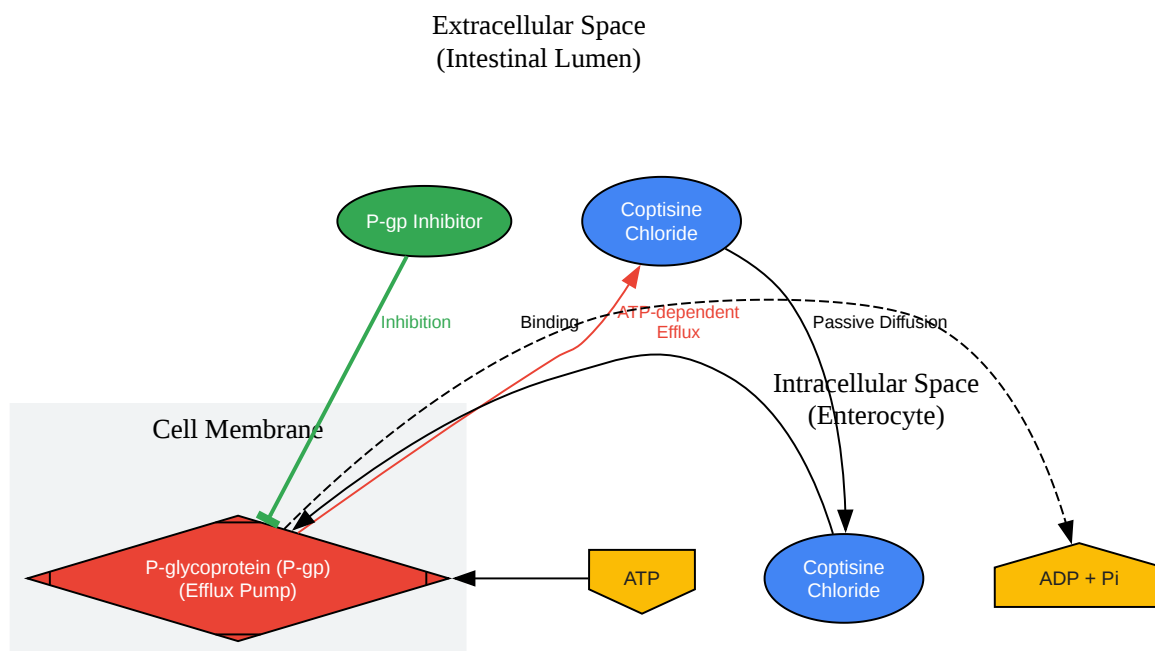 Extracellular Space
(Intestinal Lumen)
P-gp Inhibitor
Coptisine
Chloride
Inhibition
Binding
ATP-dependent
Efflux
Passive Diffusion
Intracellular Space
(Enterocyte)
Cell Membrane
P-glycoprotein (P-gp)
(Efflux Pump)
ATP
Coptisine
Chloride
ADP + Pi